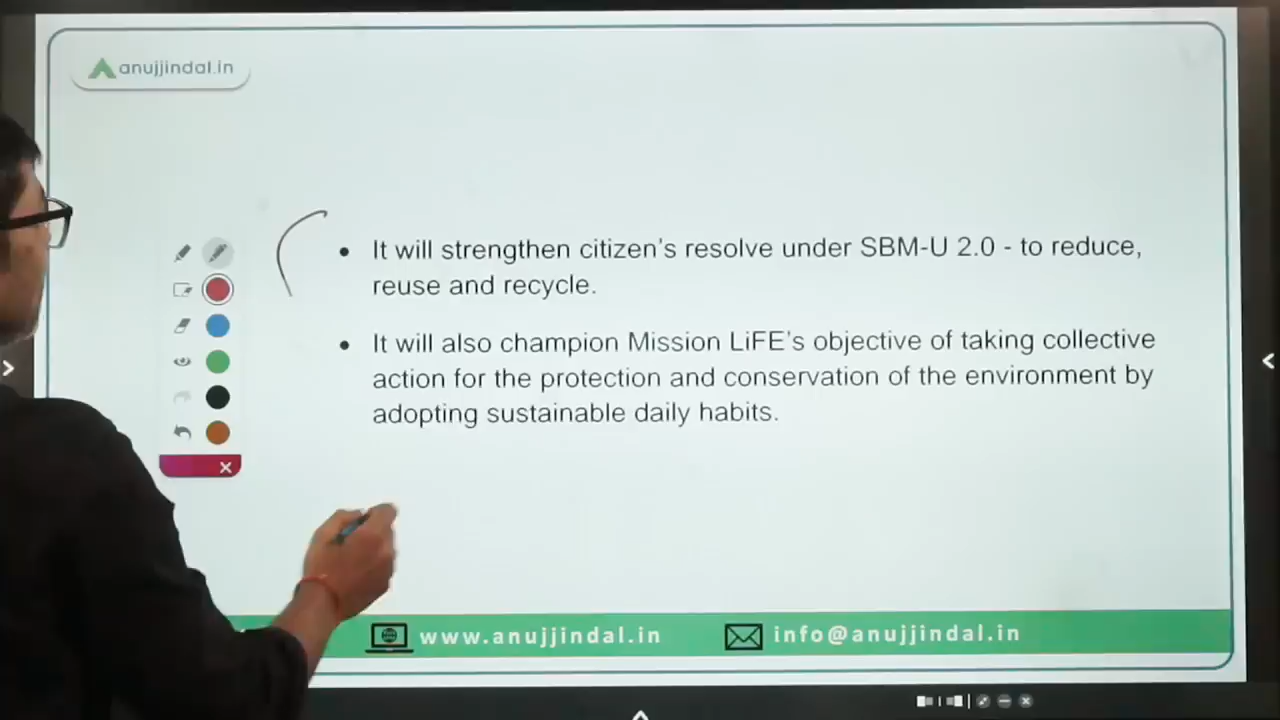 anujjindal.in
It will strengthen citizen's resolve under SBM-U 2.0 - to reduce,
reuse and recycle.
It will also champion Mission LiFE's objective of taking collective
action for the protection and conservation of the environment by
adopting sustainable daily habits.
www.anujjindal.in
info@anujjindal.in